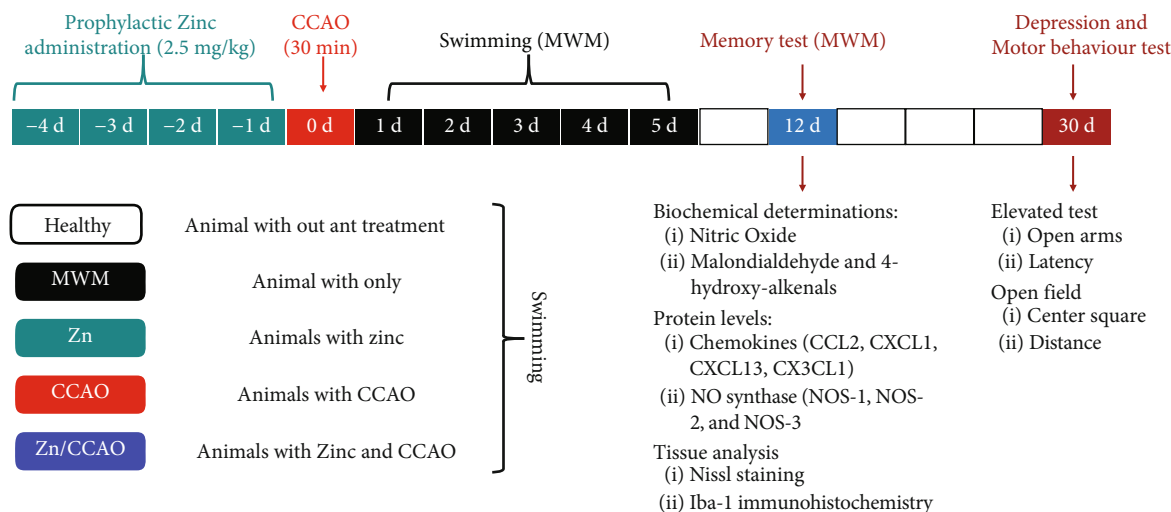 Prophylactic Zinc
administration (2.5 mg/kg)
CCAO
(30 min)
Swimming (MWM)
Memory test (MWM)
Depression and
Motor behaviour test
−4 d
−3 d
−2 d
−1 d
0 d
1 d
2 d
3 d
4 d
5 d
12 d
30 d
Healthy
Animal with out ant treatment
MWM
Animal with only
Zn
Animals with zinc
CCAO
Animals with CCAO
Zn/CCAO
Animals with Zinc and CCAO
Swimming
Biochemical determinations:
(i) Nitric Oxide
(ii) Malondialdehyde and 4-
hydroxy-alkenals
Protein levels:
(i) Chemokines (CCL2, CXCL1,
CXCL13, CX3CL1)
(ii) NO synthase (NOS-1, NOS-
2, and NOS-3
Tissue analysis
(i) Nissl staining
(ii) Iba-1 immunohistochemistry
Elevated test
(i) Open arms
(ii) Latency
Open field
(i) Center square
(ii) Distance